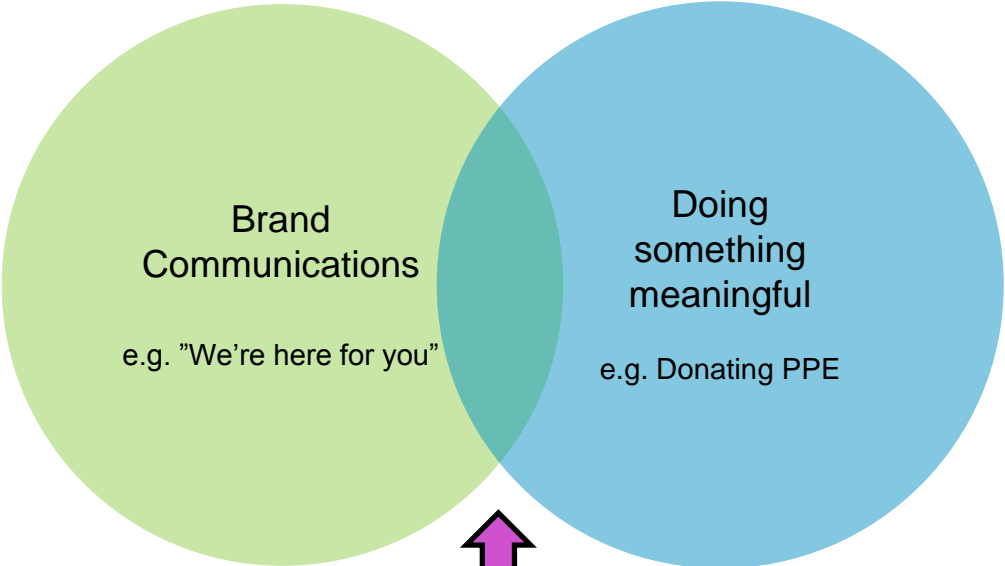 Brand
Communications
e.g. ”We’re here for you”
Doing
something
meaningful
e.g. Donating PPE